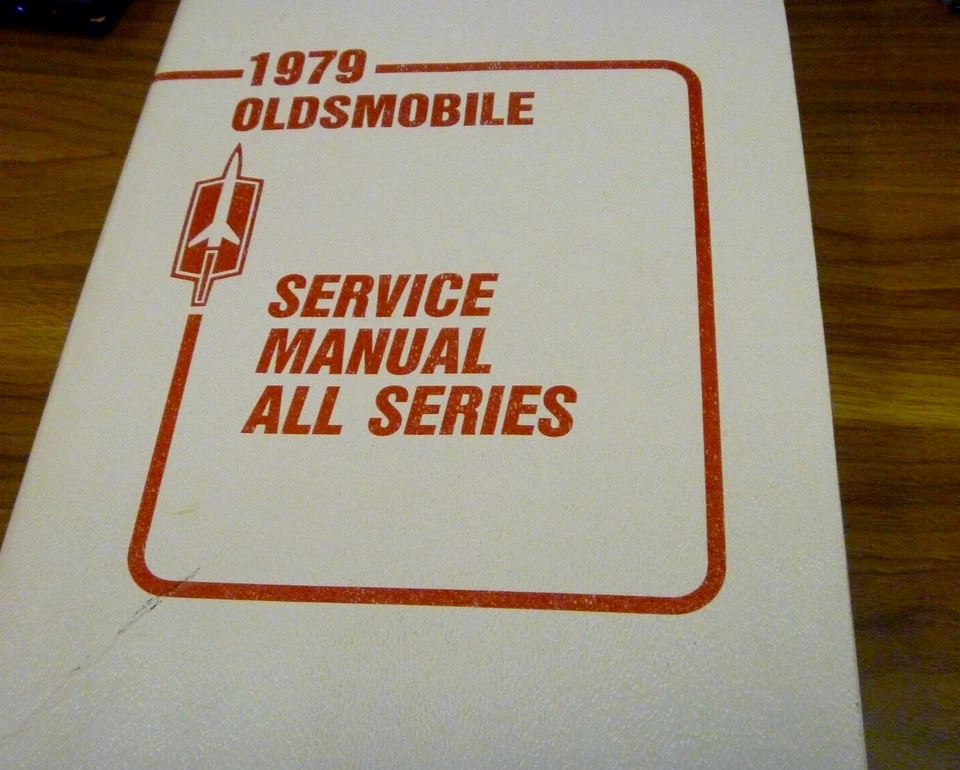 1979
OLDSMOBILE
SERVICE
MANUAL
ALL SERIES